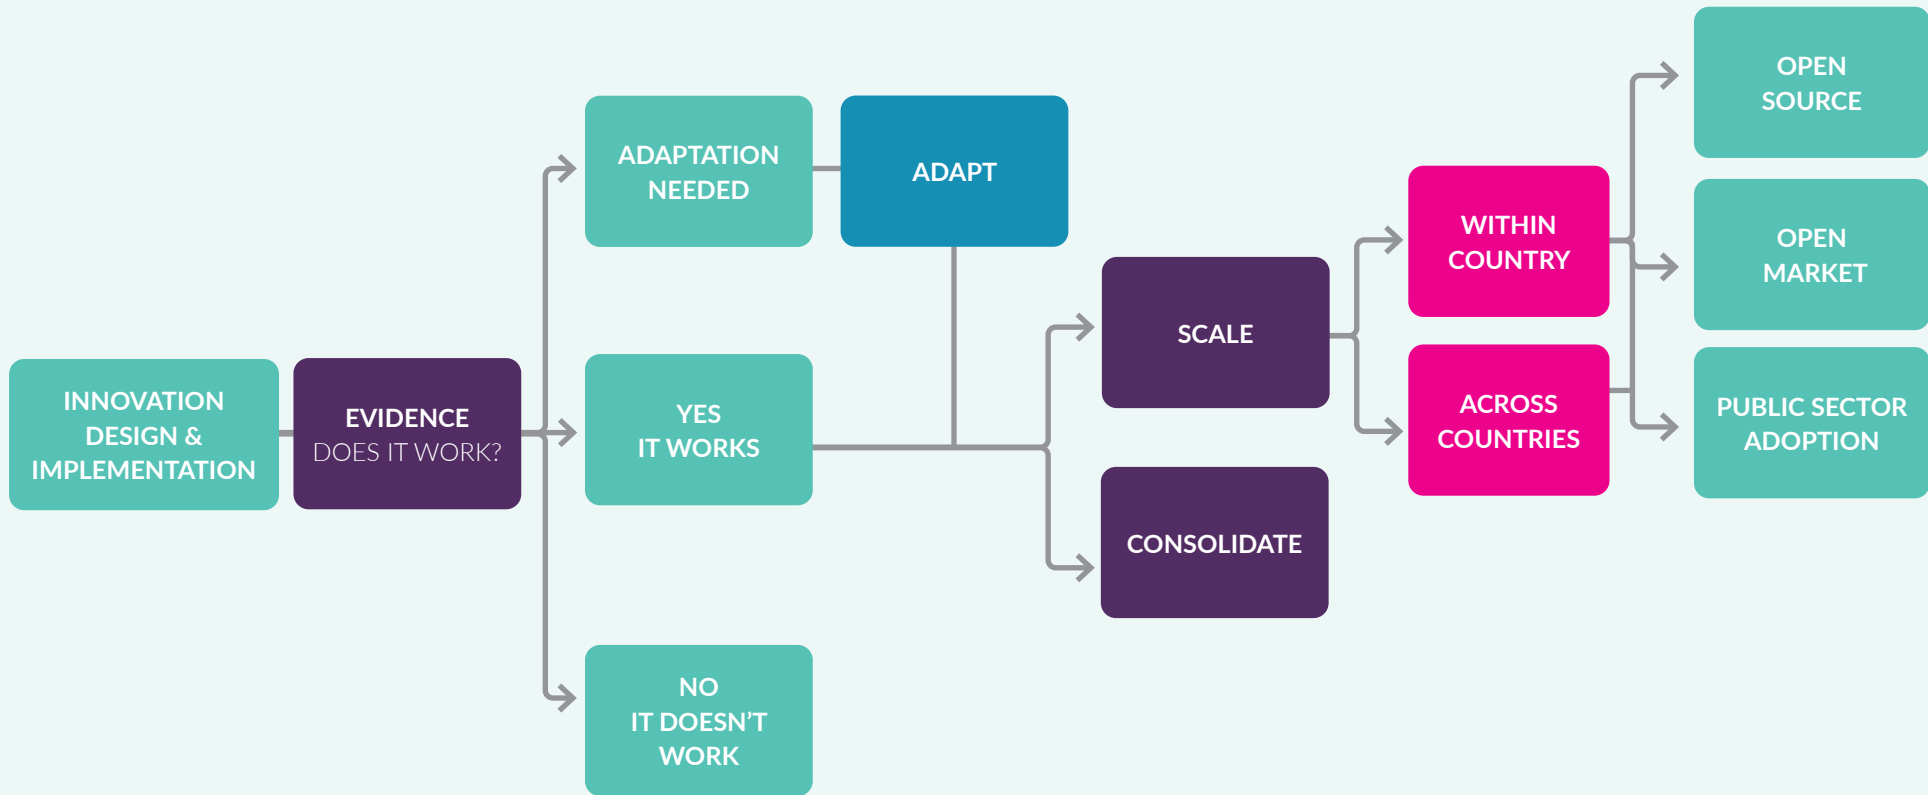 INNOVATION
DESIGN &
IMPLEMENTATION
EVIDENCE
DOES IT WORK?
ADAPTATION
NEEDED
ADAPT
YES
IT WORKS
NO
IT DOESN’T
WORK
SCALE
CONSOLIDATE
WITHIN
COUNTRY
ACROSS
COUNTRIES
OPEN
SOURCE
OPEN
MARKET
PUBLIC SECTOR
ADOPTION